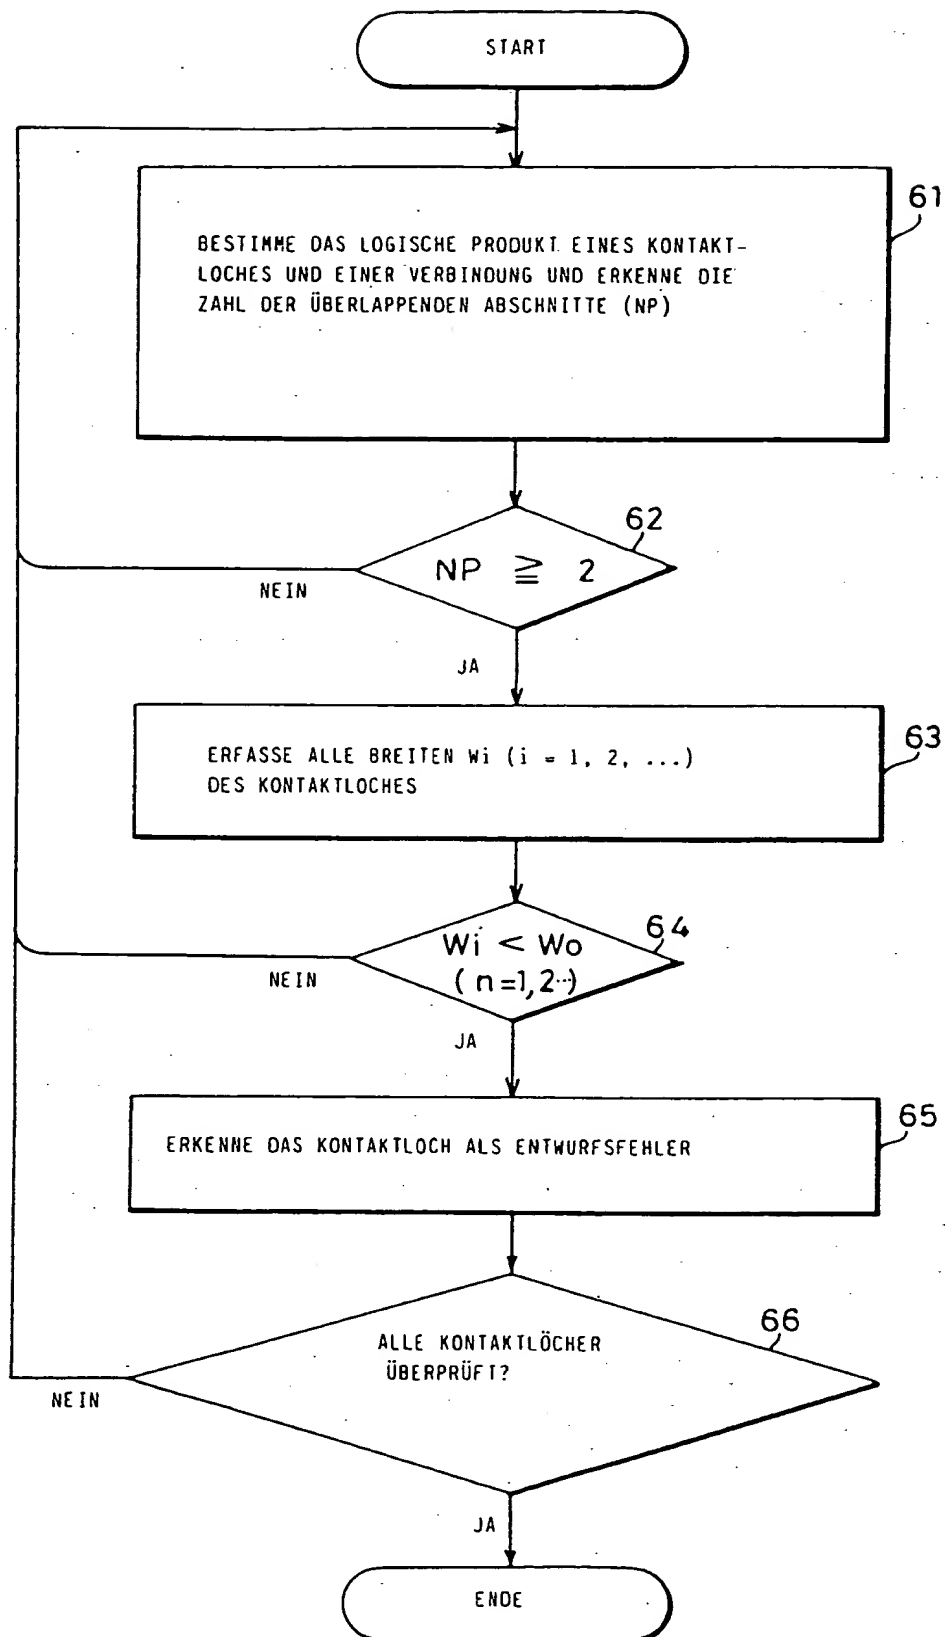 START
61
BESTIMME DAS LOGISCHE PRODUKT EINES KONTAKT-
LOCHES UND EINER VERBINDUNG UND ERKENNE DIE
ZAHL DER ÜBERLAPPENDEN ABSCHNITTE (NP)
62
NP ≧ 2
NEIN
JA
63
ERFASSE ALLE BREITEN Wi (i = 1, 2, ...)
DES KONTAKTLOCHES
64
Wi < Wo
(n=1,2··)
NEIN
JA
65
ERKENNE DAS KONTAKTLOCH ALS ENTWURFSFEHLER
66
ALLE KONTAKTLÖCHER
ÜBERPRÜFT?
NEIN
JA
ENDE